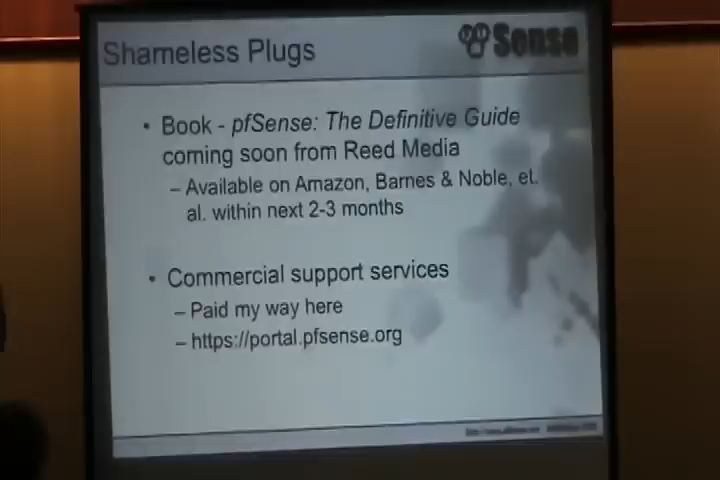 Shameless Plugs
Sense
• Book - pfSense: The Definitive Guide
coming soon from Reed Media
– Available on Amazon, Barnes & Noble, et.
al. within next 2-3 months
• Commercial support services
– Paid my way here
– https://portal.pfsense.org